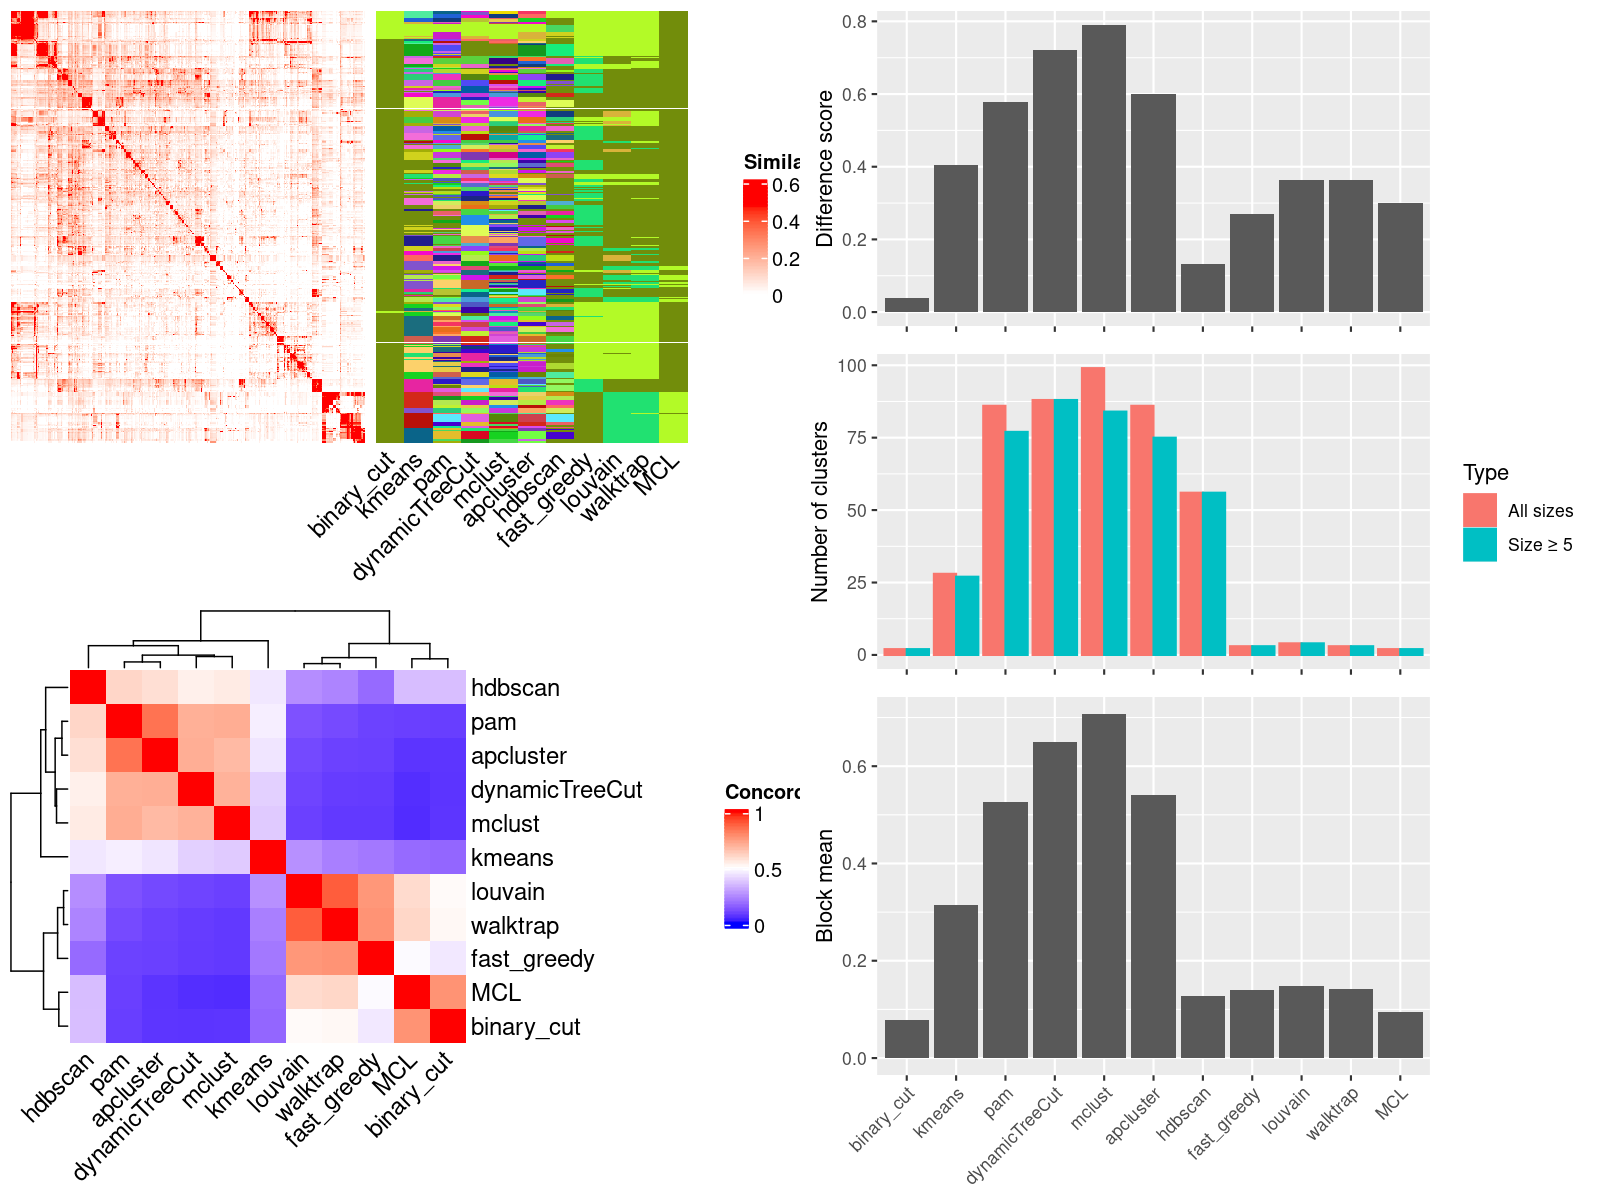 Simila
0.6
0.4
0.2
0
binary_cut
kmeans
pam
dynamicTreeCut
mclust
apcluster
hdbscan
fast_greedy
louvain
walktrap
MCL
hdbscan
pam
apcluster
dynamicTreeCut
mclust
kmeans
louvain
walktrap
fast_greedy
MCL
binary_cut
hdbscan
pam
apcluster
dynamicTreeCut
mclust
kmeans
louvain
walktrap
fast_greedy
MCL
binary_cut
Concord
1
0.5
0
Difference score
0.8
0.6
0.4
0.2
0.0
Number of clusters
100
75
50
25
0
Type
All sizes
Size ≥ 5
Block mean
0.6
0.4
0.2
0.0
binary_cut
kmeans
pam
dynamicTreeCut
mclust
apcluster
hdbscan
fast_greedy
louvain
walktrap
MCL